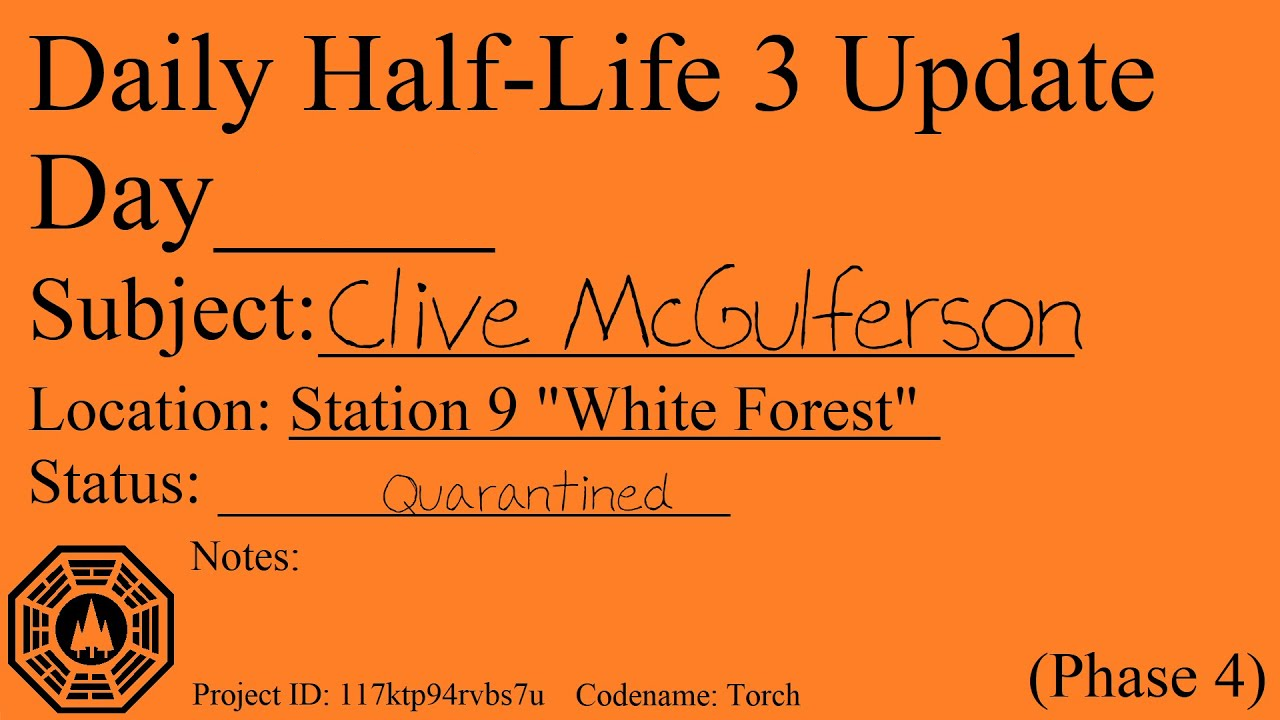 Daily Half-Life 3 Update
Day______
Subject: Clive McGulferson
Location: Station 9 "White Forest"
Status: Quarantined
Notes:
(Phase 4)
Project ID: 117ktp94rvbs7u Codename: Torch